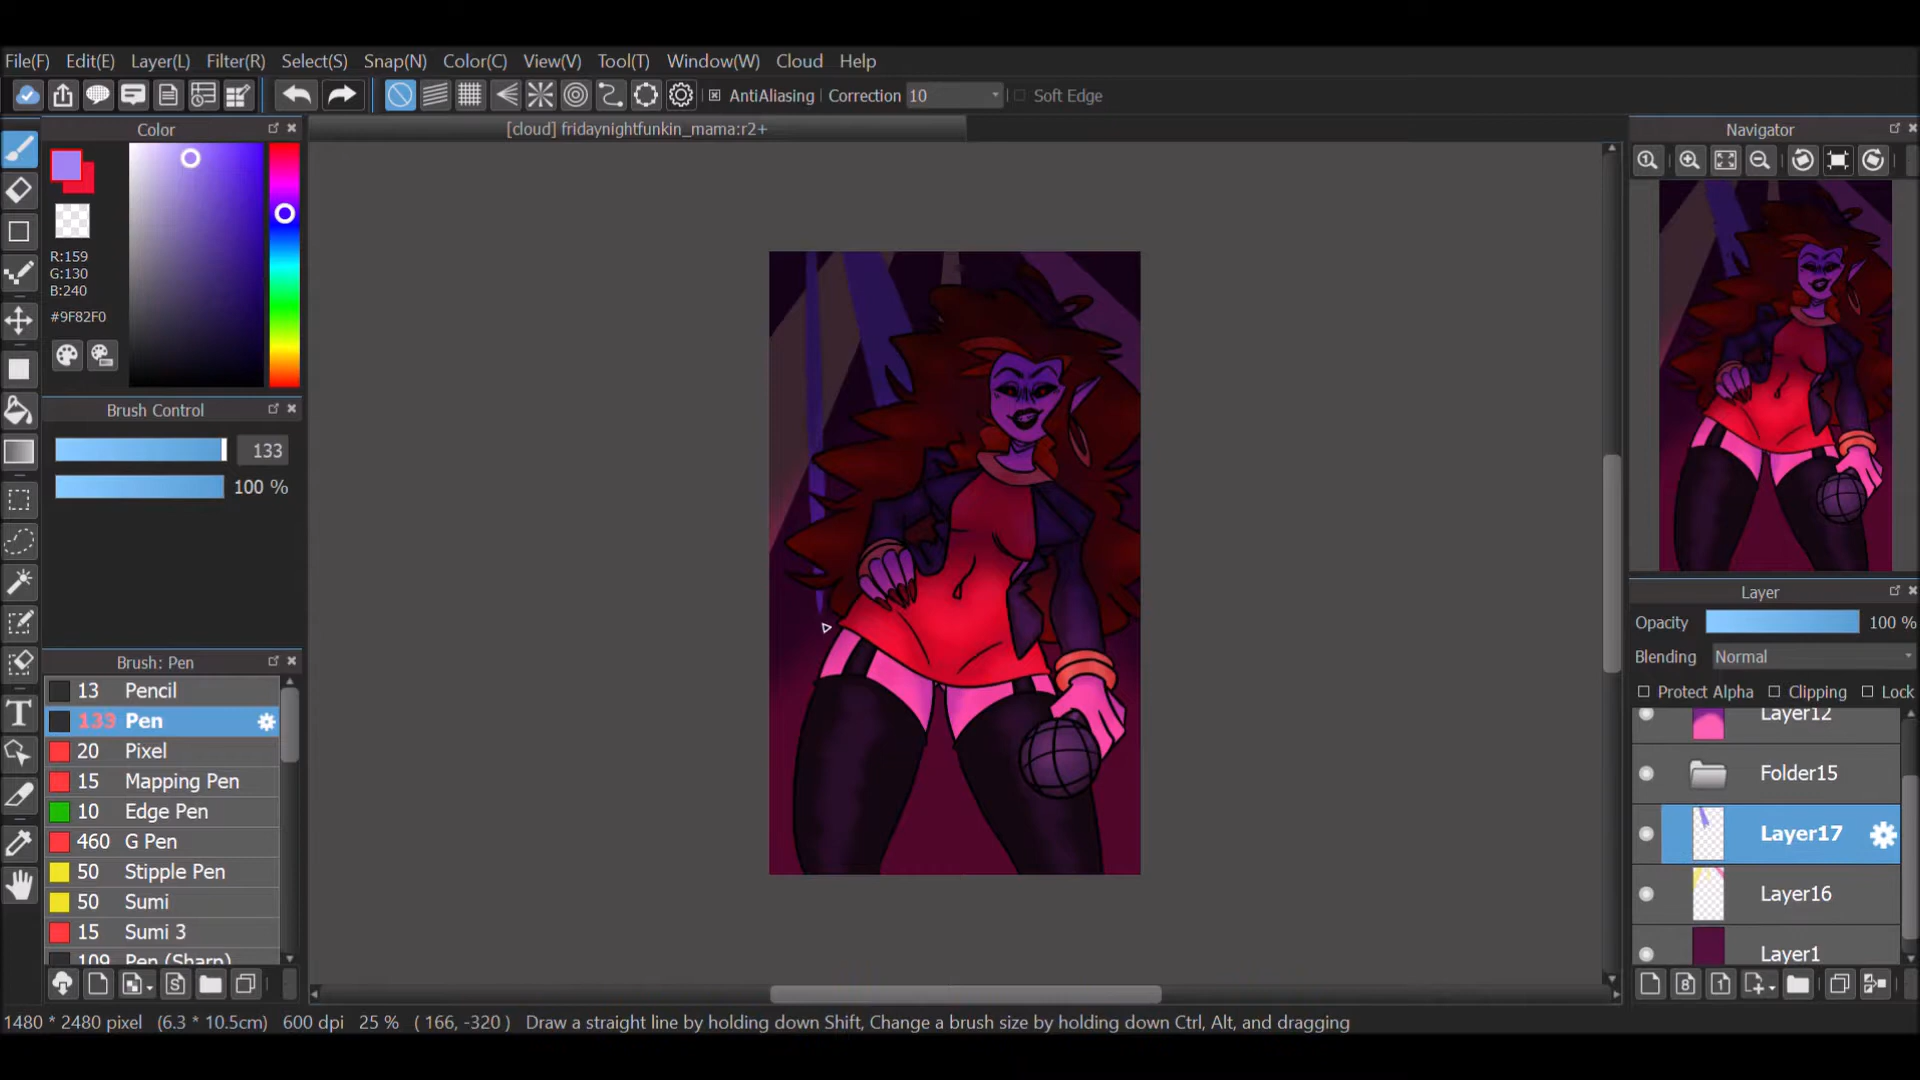 File(F) Edit(E) Layer(L) Filter(R) Select(S) Snap(N) Color(C) View(V) Tool(T) Window(W) Cloud Help
AntiAliasing Correction 10 Soft Edge
Color
[cloud] fridaynightfunkin_mama:r2+
Navigator
R:159
G:130
B:240
#9F82F0
Brush Control
133
100 %
Brush: Pen
13 Pencil
133 Pen
20 Pixel
15 Mapping Pen
10 Edge Pen
460 G Pen
50 Stipple Pen
50 Sumi
15 Sumi 3
109 Pen (Sharp)
Layer
Opacity 100 %
Blending Normal
Protect Alpha Clipping Lock
Layer12
Folder15
Layer17
Layer16
Layer1
1480 * 2480 pixel (6.3 * 10.5cm) 600 dpi 25 % ( 166, -320 ) Draw a straight line by holding down Shift, Change a brush size by holding down Ctrl, Alt, and dragging